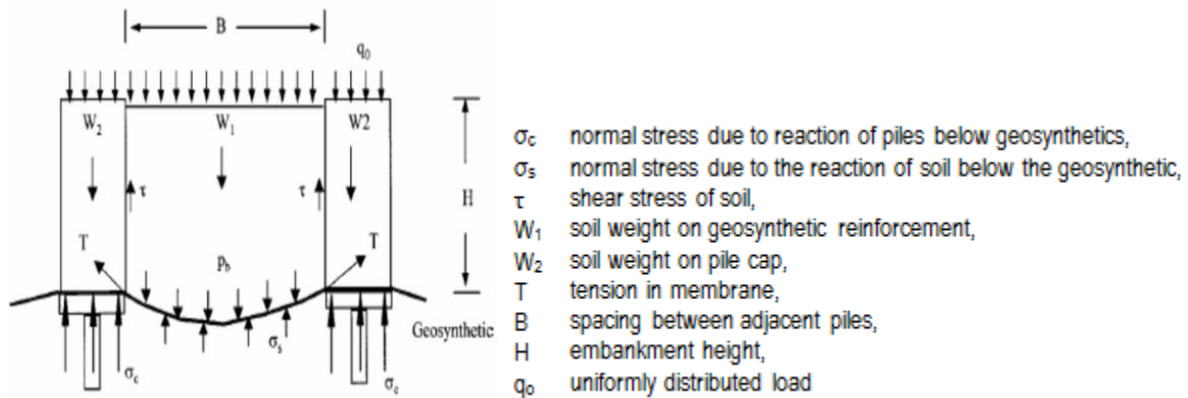 B
q₀
W₂ W₁ W2
τ τ
H
T T
Pb
Geosynthetic
σs
σc σc
σc normal stress due to reaction of piles below geosynthetics,
σs normal stress due to the reaction of soil below the geosynthetic,
τ shear stress of soil,
W₁ soil weight on geosynthetic reinforcement,
W₂ soil weight on pile cap,
T tension in membrane,
B spacing between adjacent piles,
H embankment height,
q₀ uniformly distributed load